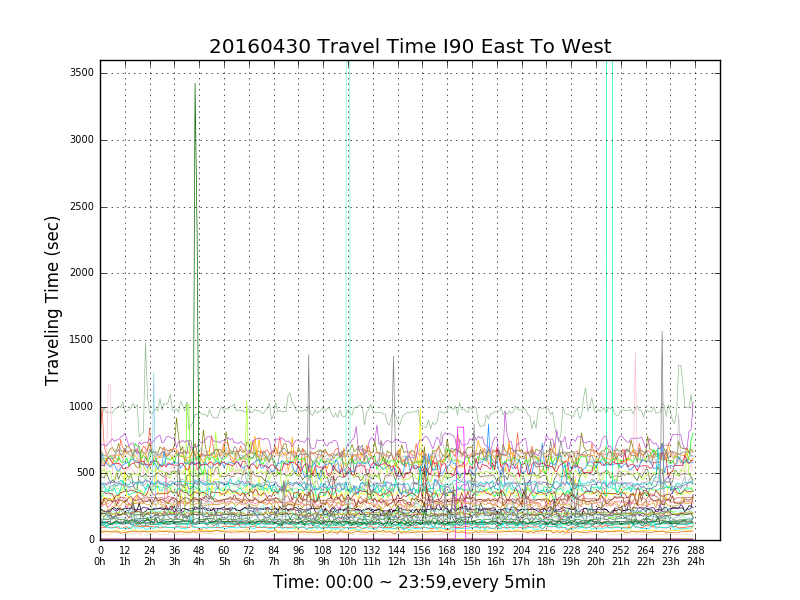 20160430 Travel Time I90 East To West
3500
3000
2500
2000
1500
1000
500
0
Traveling Time (sec)
0 12 24 36 48 60 72 84 96 108 120 132 144 156 168 180 192 204 216 228 240 252 264 276 288
0h 1h 2h 3h 4h 5h 6h 7h 8h 9h 10h 11h 12h 13h 14h 15h 16h 17h 18h 19h 20h 21h 22h 23h 24h
Time: 00:00 ~ 23:59,every 5min